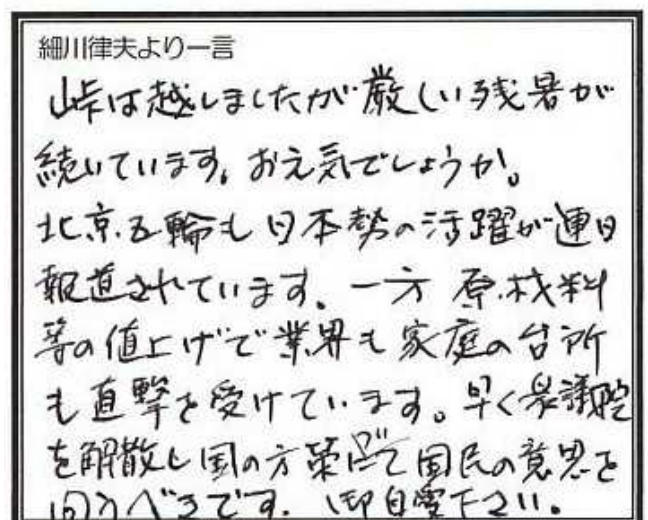 細川律夫より一言
峠は越しましたが厳しい残暑が
続いています。お元気でしょうか。
北京五輪も日本勢の活躍が連日
報道されています。一方 原材料
等の値上げで業界も家庭の台所
も直撃を受けています。早く衆議院
を解散し国の方策にて国民の意思を
伺うべきです。御自愛下さい。